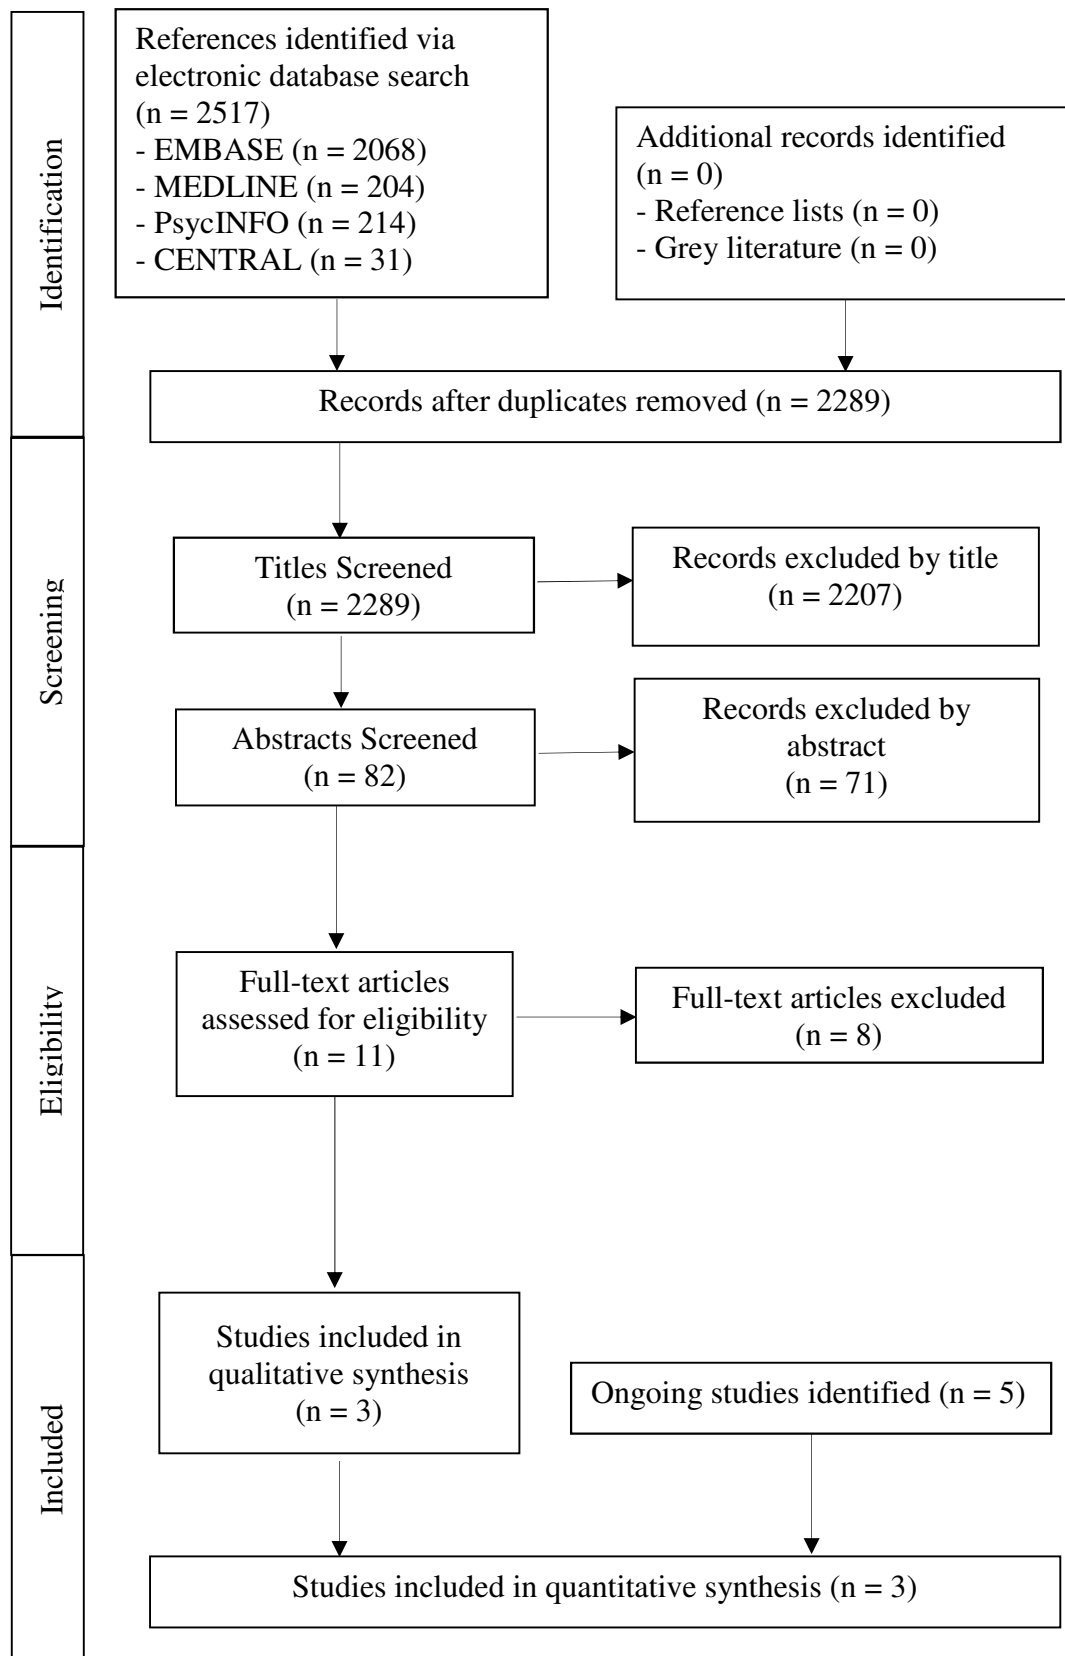 Identification
References identified via
electronic database search
(n = 2517)
- EMBASE (n = 2068)
- MEDLINE (n = 204)
- PsycINFO (n = 214)
- CENTRAL (n = 31)
Additional records identified
(n = 0)
- Reference lists (n = 0)
- Grey literature (n = 0)
Records after duplicates removed (n = 2289)
Screening
Titles Screened
(n = 2289)
Records excluded by title
(n = 2207)
Abstracts Screened
(n = 82)
Records excluded by
abstract
(n = 71)
Eligibility
Full-text articles
assessed for eligibility
(n = 11)
Full-text articles excluded
(n = 8)
Included
Studies included in
qualitative synthesis
(n = 3)
Ongoing studies identified (n = 5)
Studies included in quantitative synthesis (n = 3)